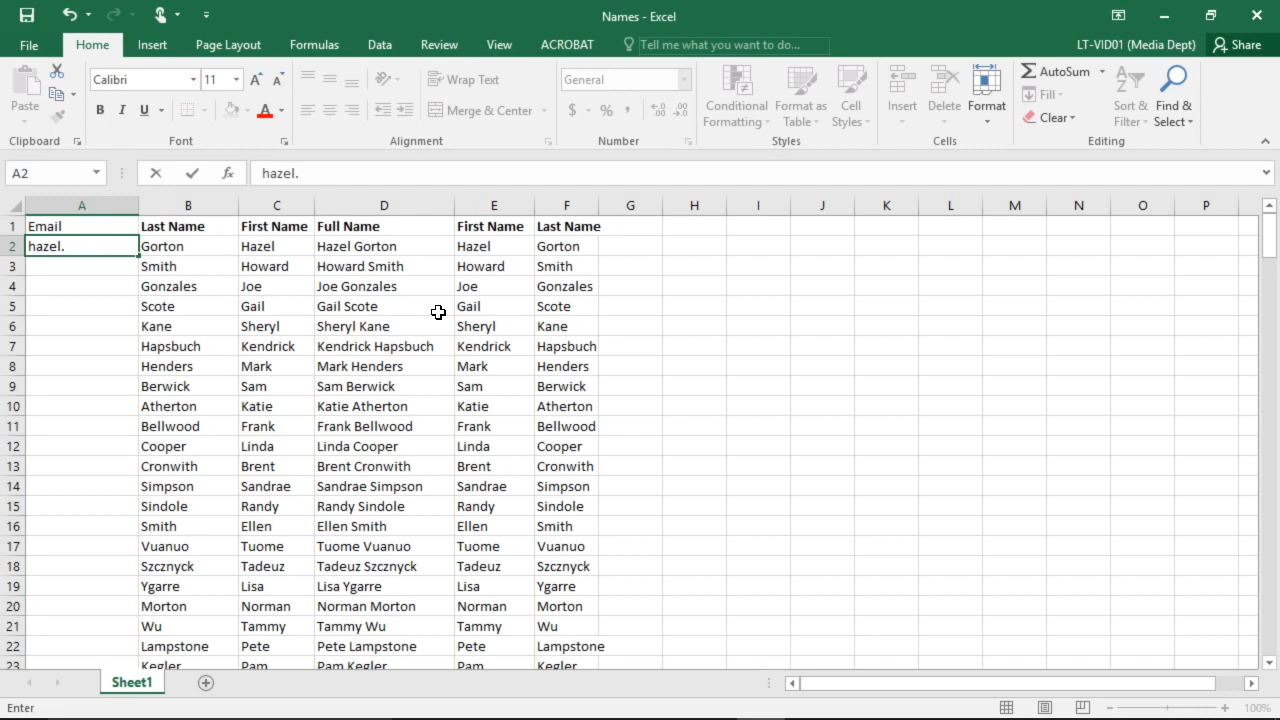 Names - Excel
File Home Insert Page Layout Formulas Data Review View ACROBAT Tell me what you want to do... LT-VID01 (Media Dept) Share
Paste Calibri 11 A A Wrap Text General Conditional Formatting Format as Table Cell Styles Insert Delete Format AutoSum Sort & Filter Find & Select
B I U A Merge & Center $ % , Fill
Clear
Clipboard Font Alignment Number Styles Cells Editing
A2 fx hazel.
A B C D E F G H I J K L M N O P
1 Email Last Name First Name Full Name First Name Last Name
2 hazel. Gorton Hazel Hazel Gorton Hazel Gorton
3 Smith Howard Howard Smith Howard Smith
4 Gonzales Joe Joe Gonzales Joe Gonzales
5 Scote Gail Gail Scote Gail Scote
6 Kane Sheryl Sheryl Kane Sheryl Kane
7 Hapsbuch Kendrick Kendrick Hapsbuch Kendrick Hapsbuch
8 Henders Mark Mark Henders Mark Henders
9 Berwick Sam Sam Berwick Sam Berwick
10 Atherton Katie Katie Atherton Katie Atherton
11 Bellwood Frank Frank Bellwood Frank Bellwood
12 Cooper Linda Linda Cooper Linda Cooper
13 Cronwith Brent Brent Cronwith Brent Cronwith
14 Simpson Sandrae Sandrae Simpson Sandrae Simpson
15 Sindole Randy Randy Sindole Randy Sindole
16 Smith Ellen Ellen Smith Ellen Smith
17 Vuanuo Tuome Tuome Vuanuo Tuome Vuanuo
18 Szcznyck Tadeuz Tadeuz Szcznyck Tadeuz Szcznyck
19 Ygarre Lisa Lisa Ygarre Lisa Ygarre
20 Morton Norman Norman Morton Norman Morton
21 Wu Tammy Tammy Wu Tammy Wu
22 Lampstone Pete Pete Lampstone Pete Lampstone
23 Kegler Pam Pam Kegler Pam Kegler
Sheet1
Enter 100%